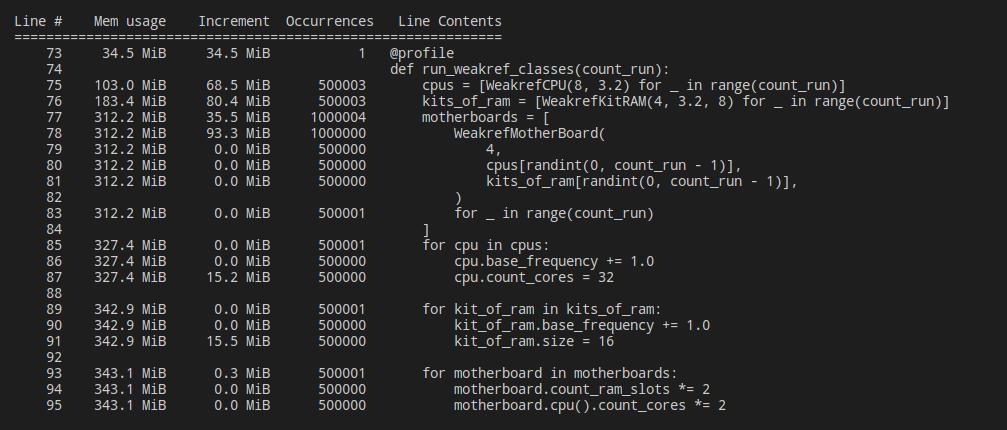 Line #    Mem usage    Increment  Occurrences   Line Contents
=============================================================
    73     34.5 MiB     34.5 MiB           1   @profile
    74                                         def run_weakref_classes(count_run):
    75    103.0 MiB     68.5 MiB      500003       cpus = [WeakrefCPU(8, 3.2) for _ in range(count_run)]
    76    183.4 MiB     80.4 MiB      500003       kits_of_ram = [WeakrefKitRAM(4, 3.2, 8) for _ in range(count_run)]
    77    312.2 MiB     35.5 MiB     1000004       motherboards = [
    78    312.2 MiB     93.3 MiB     1000000           WeakrefMotherBoard(
    79    312.2 MiB      0.0 MiB      500000               4,
    80    312.2 MiB      0.0 MiB      500000               cpus[randint(0, count_run - 1)],
    81    312.2 MiB      0.0 MiB      500000               kits_of_ram[randint(0, count_run - 1)],
    82                                                 )
    83    312.2 MiB      0.0 MiB      500001           for _ in range(count_run)
    84                                             ]
    85    327.4 MiB      0.0 MiB      500001       for cpu in cpus:
    86    327.4 MiB      0.0 MiB      500000           cpu.base_frequency += 1.0
    87    327.4 MiB     15.2 MiB      500000           cpu.count_cores = 32
    88
    89    342.9 MiB      0.0 MiB      500001       for kit_of_ram in kits_of_ram:
    90    342.9 MiB      0.0 MiB      500000           kit_of_ram.base_frequency += 1.0
    91    342.9 MiB     15.5 MiB      500000           kit_of_ram.size = 16
    92
    93    343.1 MiB      0.3 MiB      500001       for motherboard in motherboards:
    94    343.1 MiB      0.0 MiB      500000           motherboard.count_ram_slots *= 2
    95    343.1 MiB      0.0 MiB      500000           motherboard.cpu().count_cores *= 2